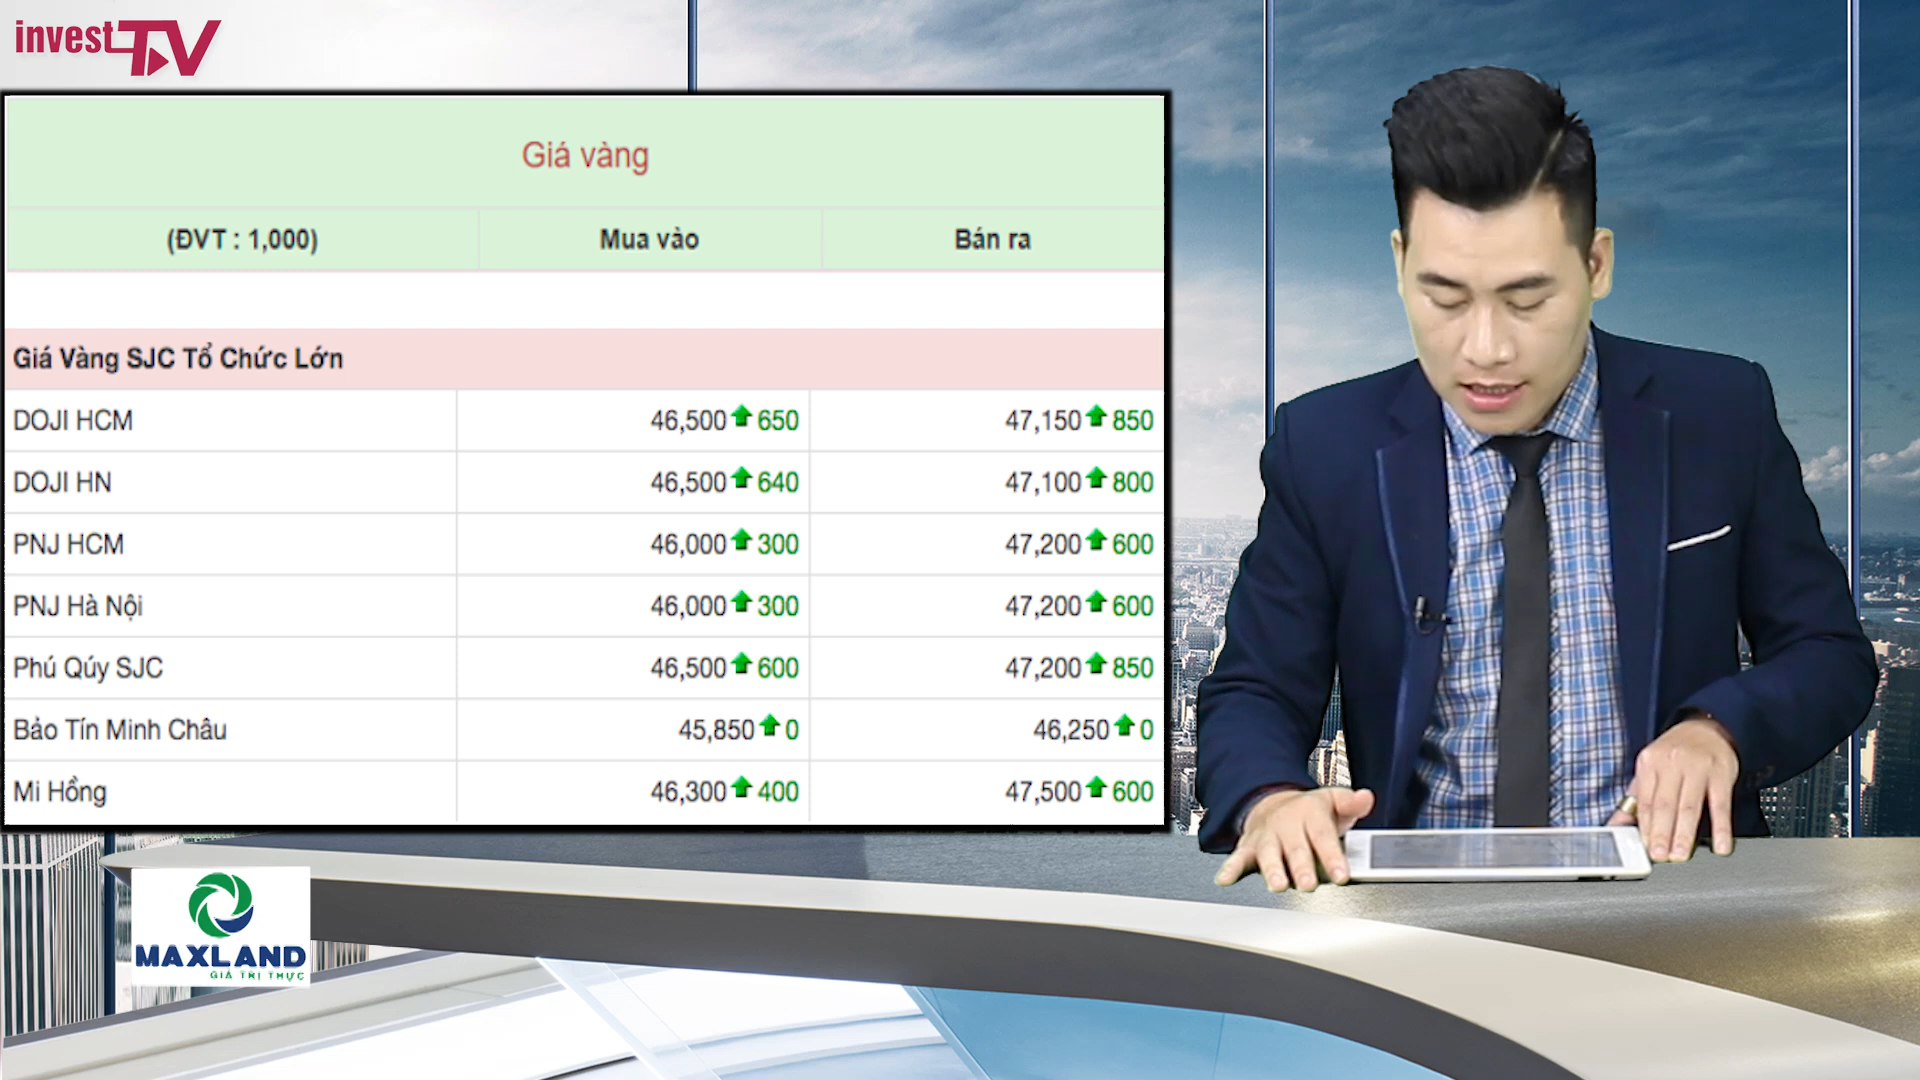 invest TV
Giá vàng
(ĐVT : 1,000) Mua vào Bán ra
Giá Vàng SJC Tổ Chức Lớn
DOJI HCM 46,500 650 47,150 850
DOJI HN 46,500 640 47,100 800
PNJ HCM 46,000 300 47,200 600
PNJ Hà Nội 46,000 300 47,200 600
Phú Qúy SJC 46,500 600 47,200 850
Bảo Tín Minh Châu 45,850 0 46,250 0
Mi Hồng 46,300 400 47,500 600
MAXLAND
GIÁ TRỊ THỰC